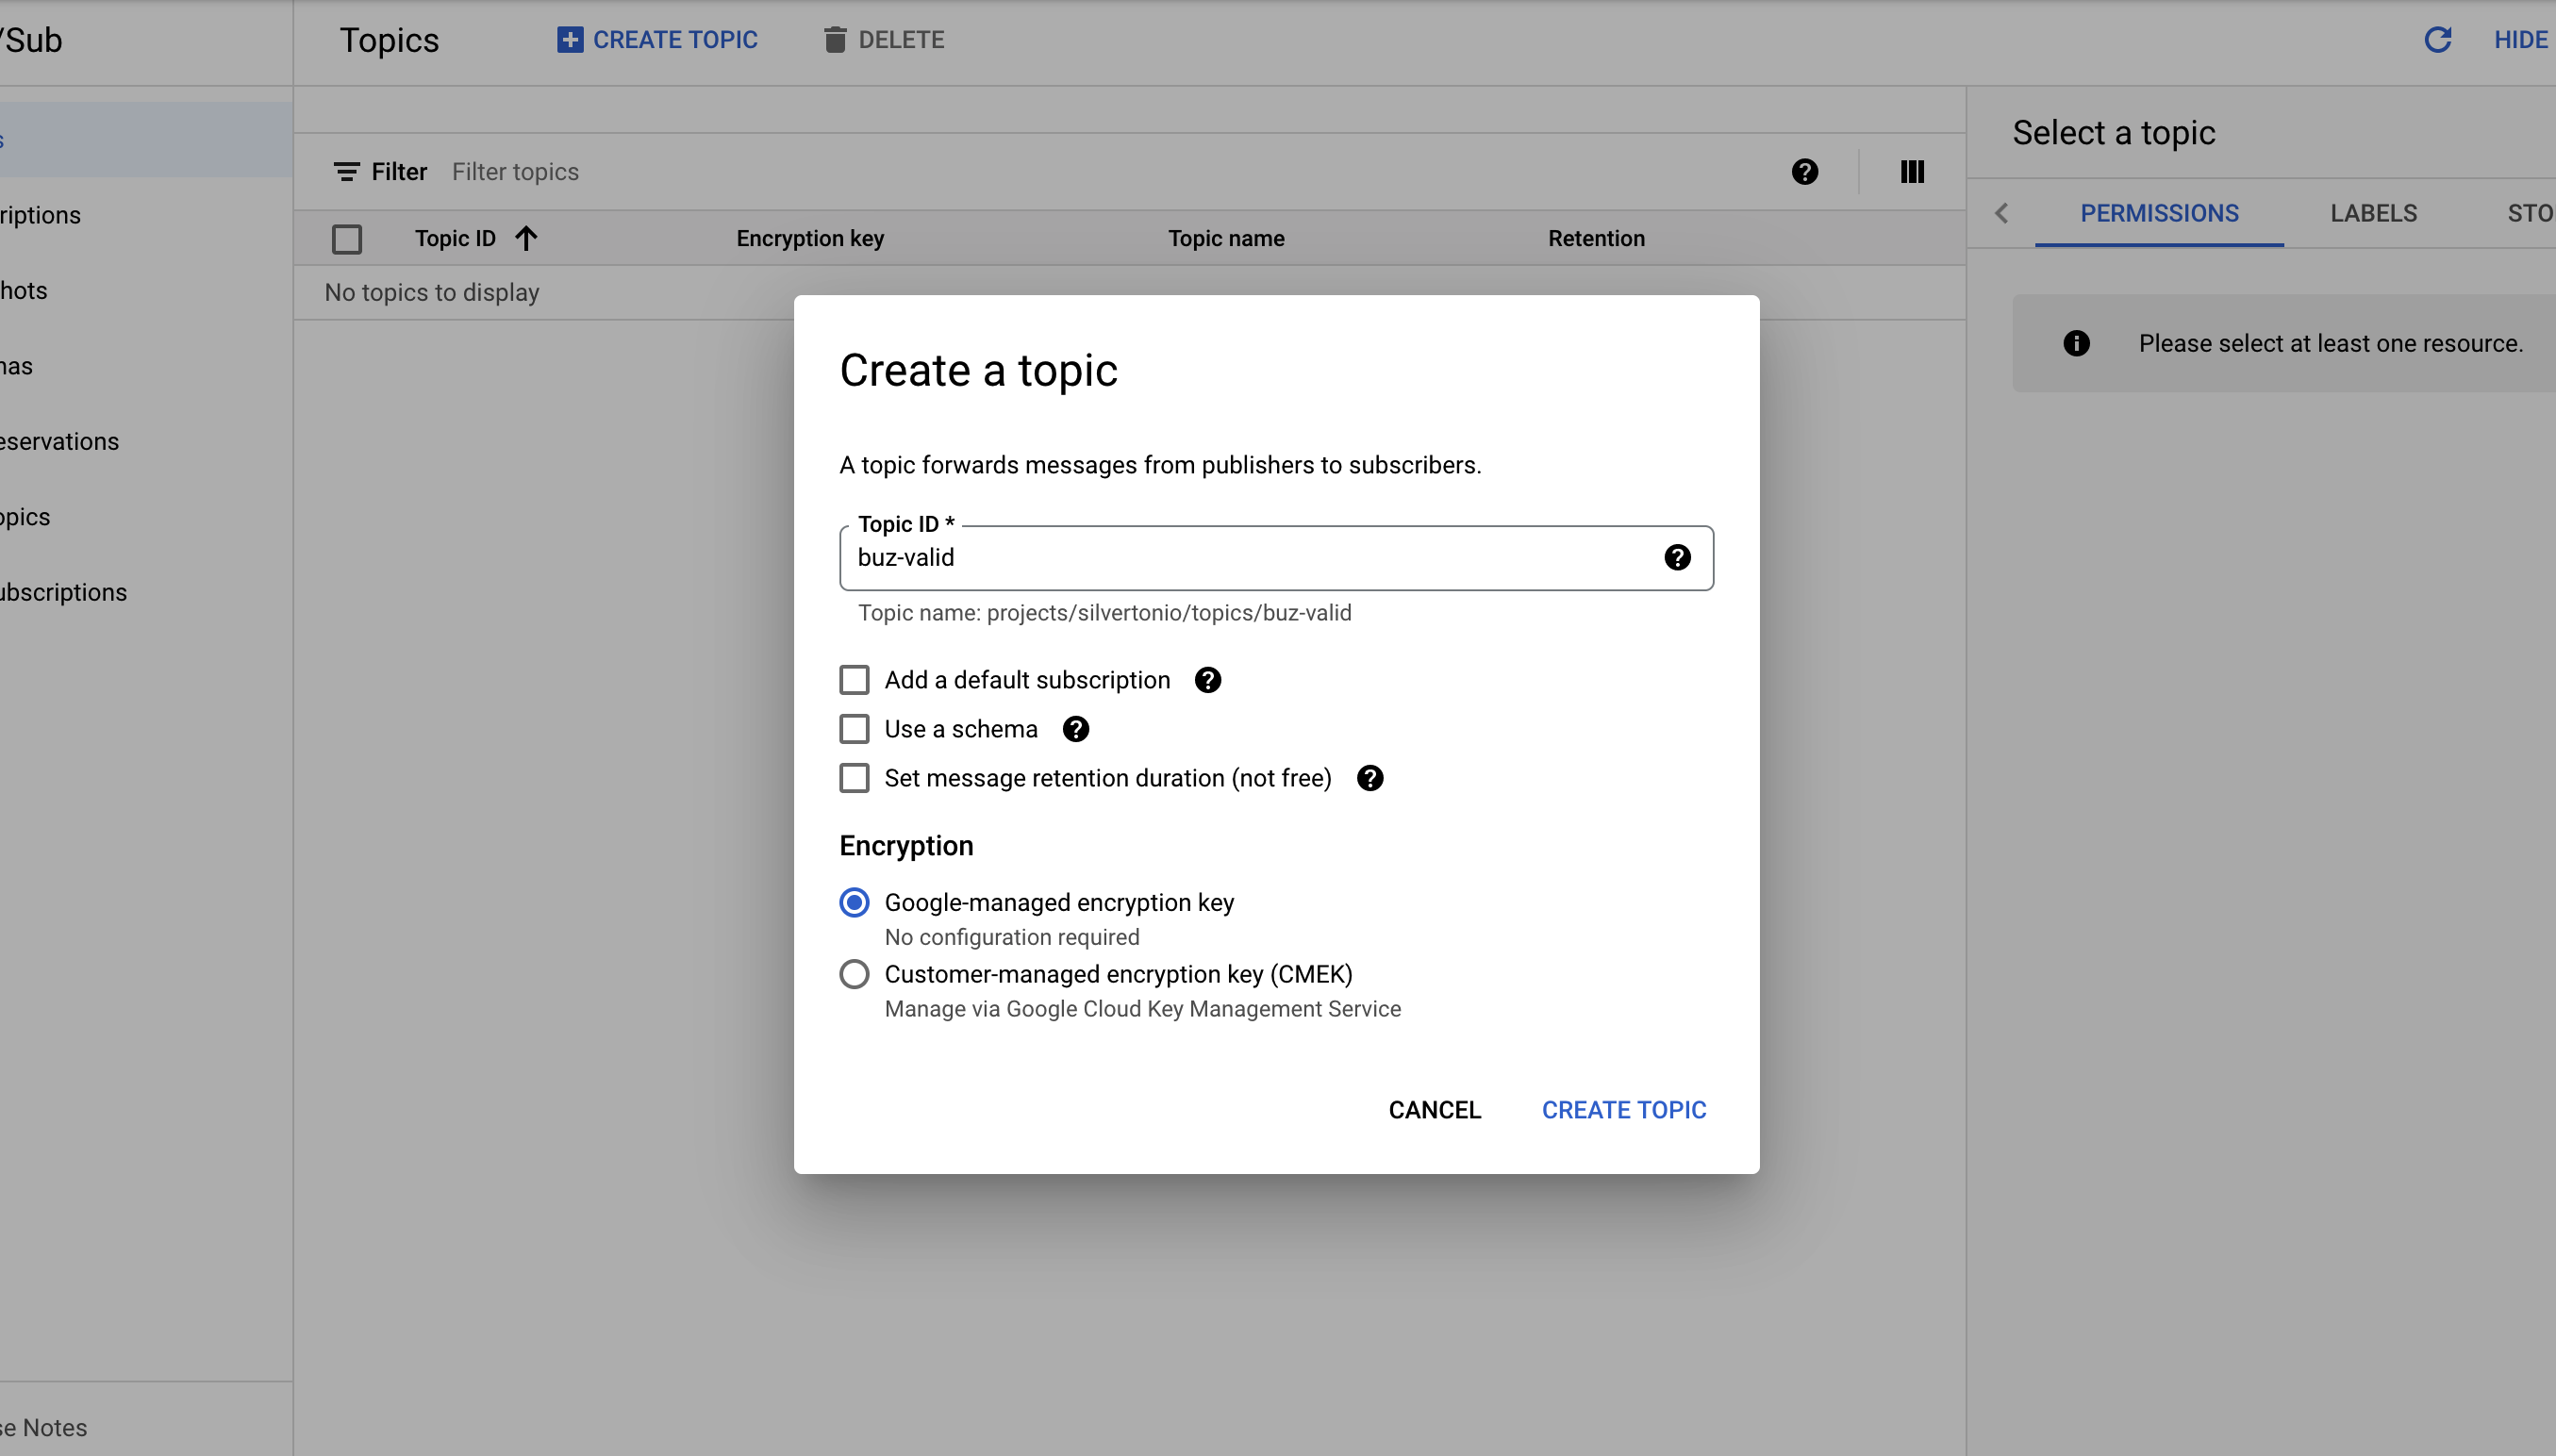 /Sub
Topics
CREATE TOPIC
DELETE
HIDE
s
riptions
hots
nas
eservations
opics
ubscriptions
se Notes
Filter
Filter topics
Topic ID
Encryption key
Topic name
Retention
No topics to display
Select a topic
PERMISSIONS
LABELS
STO
Please select at least one resource.
Create a topic
A topic forwards messages from publishers to subscribers.
Topic ID *
buz-valid
Topic name: projects/silvertonio/topics/buz-valid
Add a default subscription
Use a schema
Set message retention duration (not free)
Encryption
Google-managed encryption key
No configuration required
Customer-managed encryption key (CMEK)
Manage via Google Cloud Key Management Service
CANCEL
CREATE TOPIC